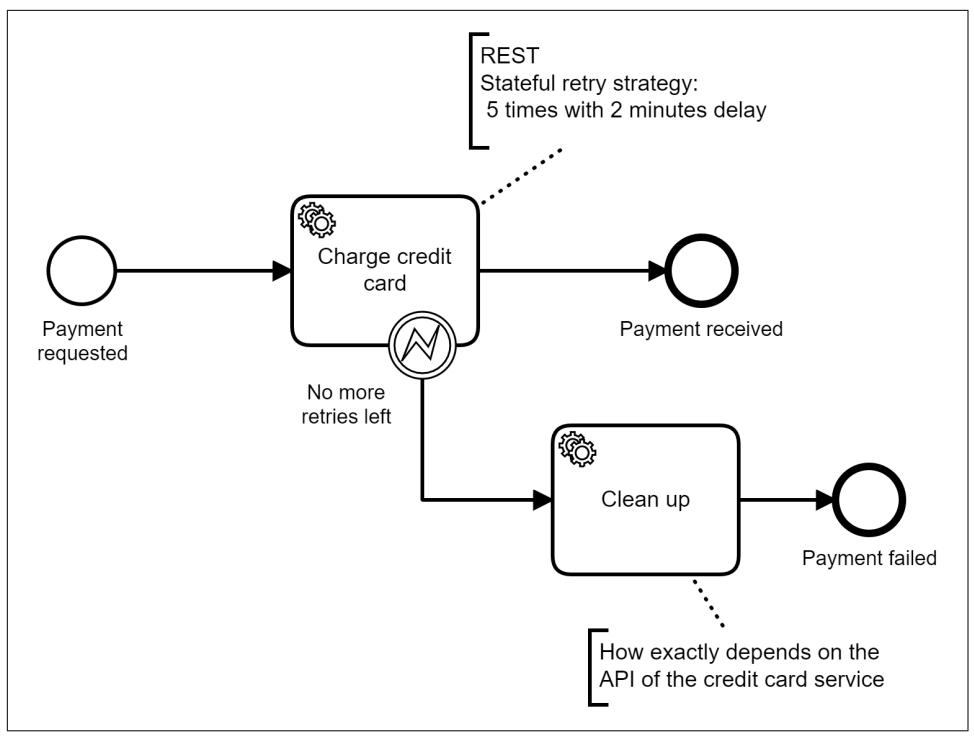 REST
Stateful retry strategy:
5 times with 2 minutes delay
Charge credit
card
Payment
requested
Payment received
No more
retries left
Clean up
Payment failed
How exactly depends on the
API of the credit card service